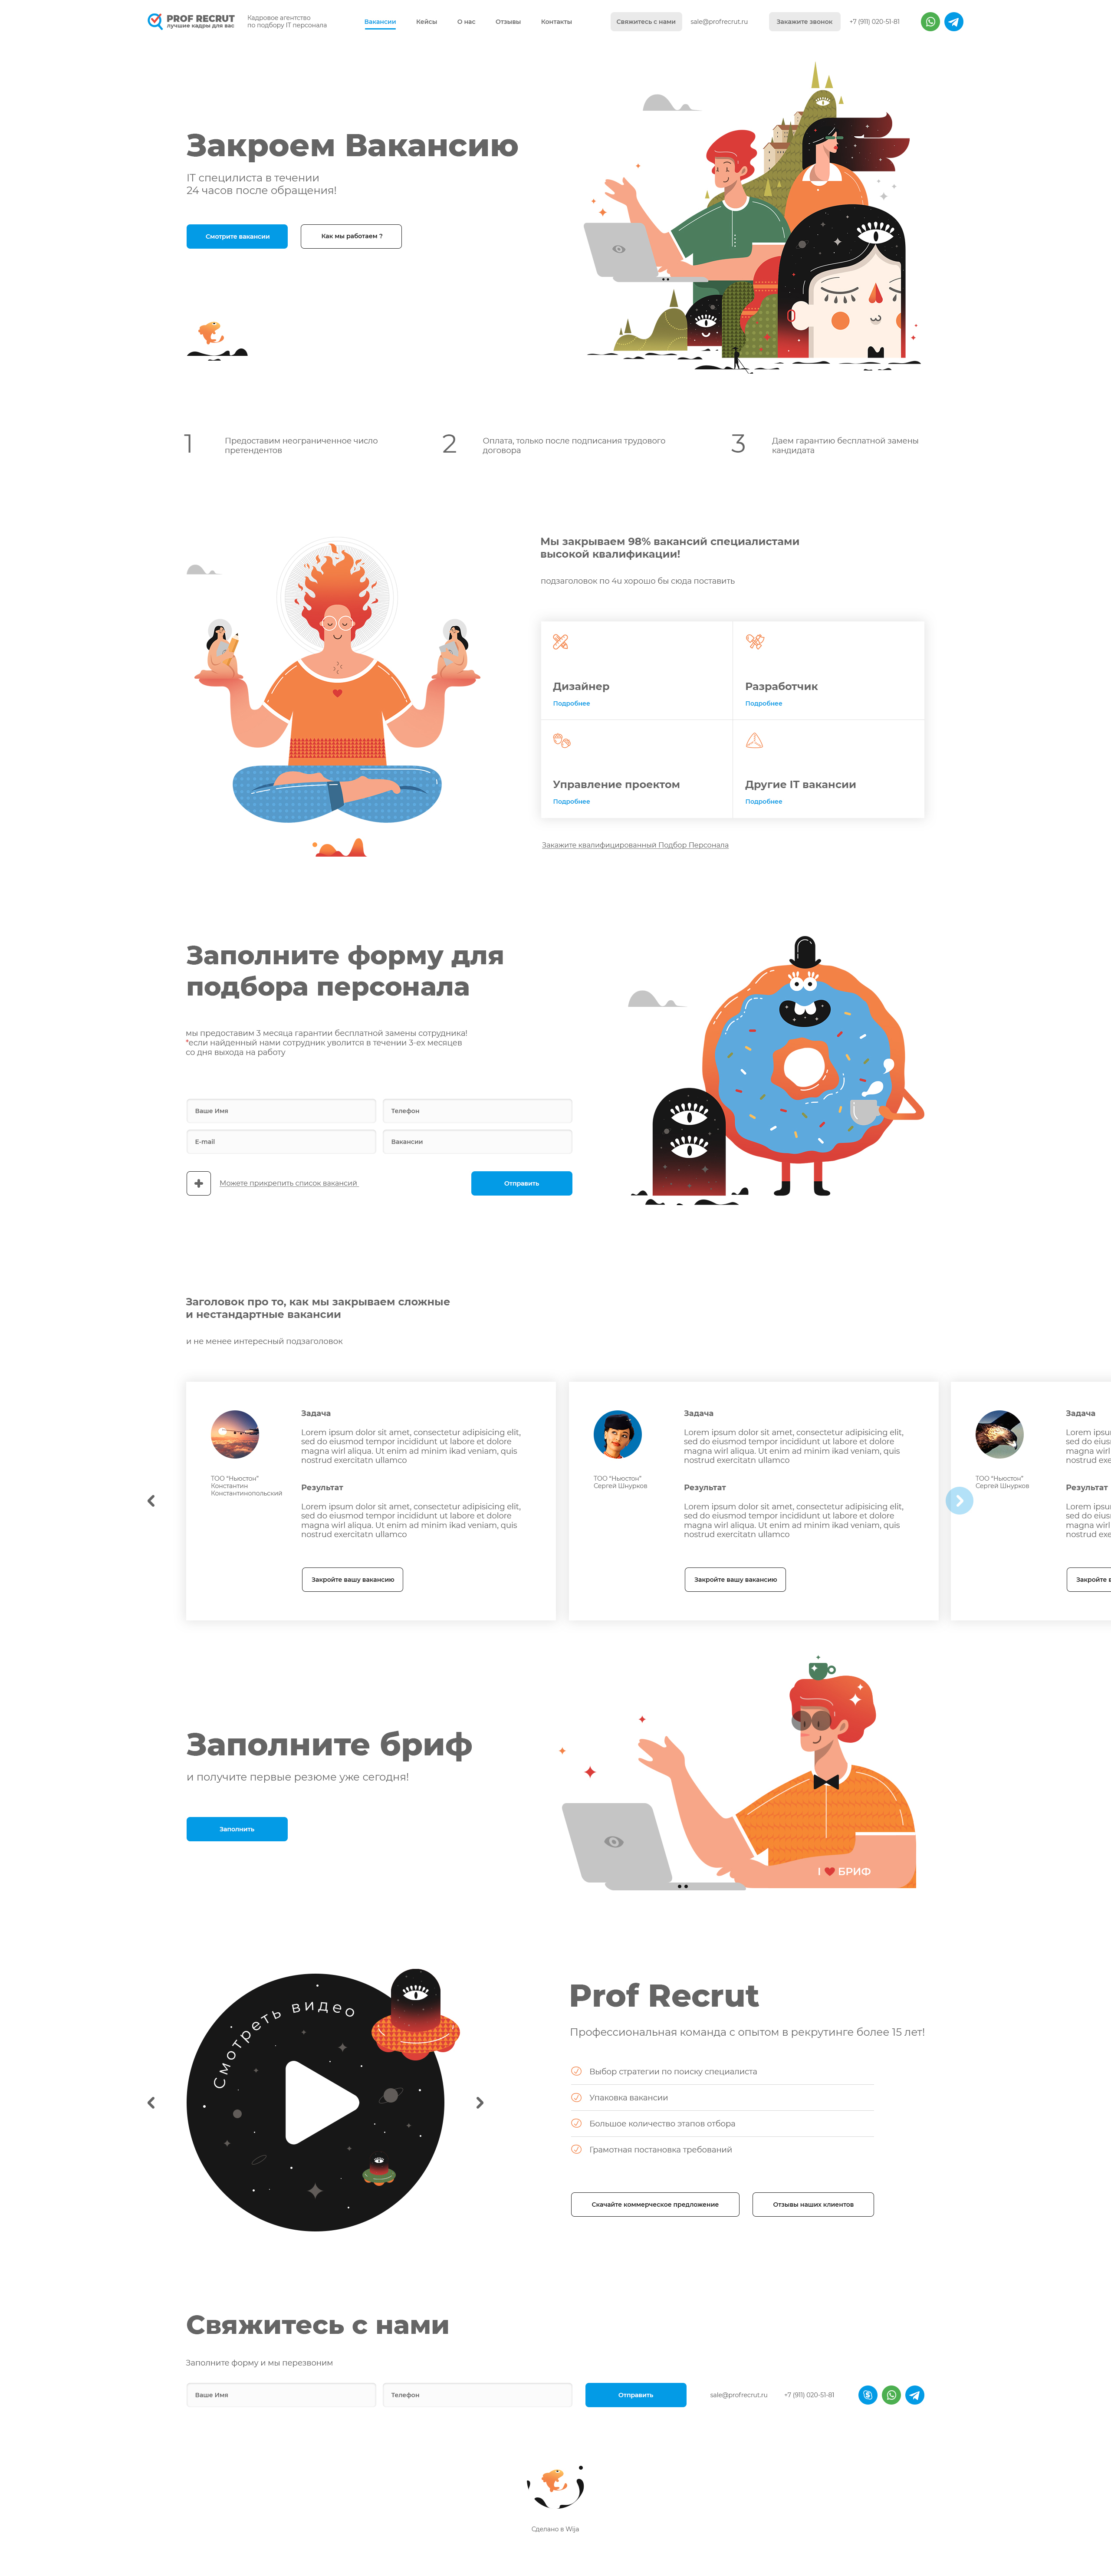 PROF RECRUT
лучшие кадры для вас
Кадровое агентство
по подбору IT персонала
Вакансии
Кейсы
О нас
Отзывы
Контакты
Свяжитесь с нами
sale@profrecrut.ru
Закажите звонок
+7 (911) 020-51-81
Закроем Вакансию
IT специлиста в течении
24 часов после обращения!
Смотрите вакансии
Как мы работаем ?
1
Предоставим неограниченное число
претендентов
2
Оплата, только после подписания трудового
договора
3
Даем гарантию бесплатной замены
кандидата
Мы закрываем 98% вакансий специалистами
высокой квалификации!
подзаголовок по 4u хорошо бы сюда поставить
Дизайнер
Подробнее
Разработчик
Подробнее
Управление проектом
Подробнее
Другие IT вакансии
Подробнее
Закажите квалифицированный Подбор Персонала
Заполните форму для
подбора персонала
мы предоставим 3 месяца гарантии бесплатной замены сотрудника!
*если найденный нами сотрудник уволится в течении 3-ех месяцев
со дня выхода на работу
Ваше Имя
Телефон
E-mail
Вакансии
Можете прикрепить список вакансий
Отправить
Заголовок про то, как мы закрываем сложные
и нестандартные вакансии
и не менее интересный подзаголовок
ТОО "Ньюстон"
Константин
Константинопольский
Задача
Lorem ipsum dolor sit amet, consectetur adipisicing elit,
sed do eiusmod tempor incididunt ut labore et dolore
magna wirl aliqua. Ut enim ad minim ikad veniam, quis
nostrud exercitatn ullamco
Результат
Lorem ipsum dolor sit amet, consectetur adipisicing elit,
sed do eiusmod tempor incididunt ut labore et dolore
magna wirl aliqua. Ut enim ad minim ikad veniam, quis
nostrud exercitatn ullamco
Закройте вашу вакансию
ТОО "Ньюстон"
Сергей Шнурков
Задача
Lorem ipsum dolor sit amet, consectetur adipisicing elit,
sed do eiusmod tempor incididunt ut labore et dolore
magna wirl aliqua. Ut enim ad minim ikad veniam, quis
nostrud exercitatn ullamco
Результат
Lorem ipsum dolor sit amet, consectetur adipisicing elit,
sed do eiusmod tempor incididunt ut labore et dolore
magna wirl aliqua. Ut enim ad minim ikad veniam, quis
nostrud exercitatn ullamco
Закройте вашу вакансию
ТОО "Ньюстон"
Сергей Шнурков
Задача
Lorem
sed do
magna wirl
nostrud
Результат
Lorem
sed do
magna wirl
nostrud
Закройте
Заполните бриф
и получите первые резюме уже сегодня!
Заполнить
I ❤ БРИФ
Смотреть видео
Prof Recrut
Профессиональная команда с опытом в рекрутинге более 15 лет!
Выбор стратегии по поиску специалиста
Упаковка вакансии
Большое количество этапов отбора
Грамотная постановка требований
Скачайте коммерческое предложение
Отзывы наших клиентов
Свяжитесь с нами
Заполните форму и мы перезвоним
Ваше Имя
Телефон
Отправить
sale@profrecrut.ru
+7 (911) 020-51-81
Сделано в Wija